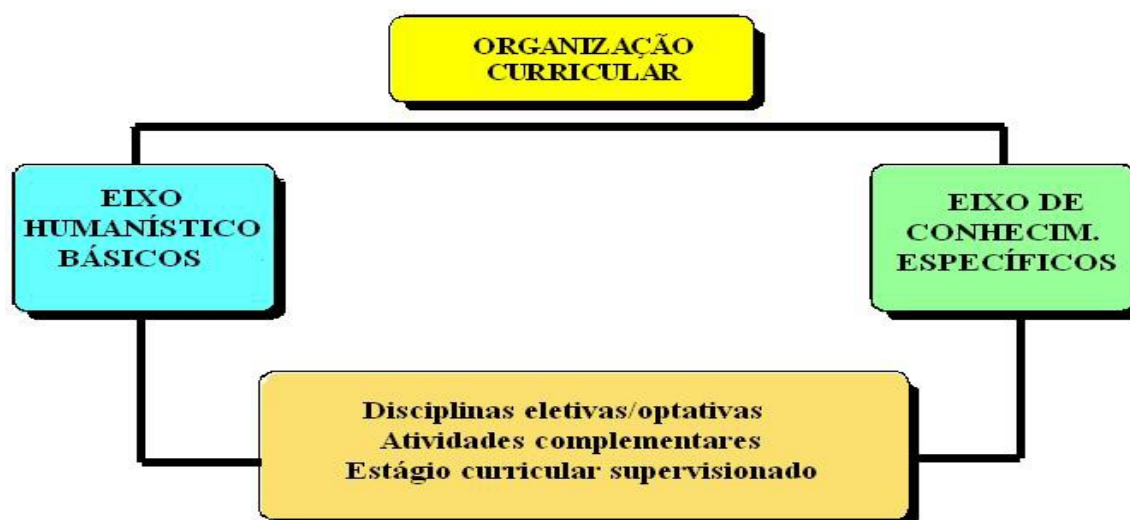 ORGANIZAÇÃO
CURRICULAR
EIXO
HUMANÍSTICO
BÁSICOS
EIXO DE
CONHECIM.
ESPECÍFICOS
Disciplinas eletivas/optativas
Atividades complementares
Estágio curricular supervisionado